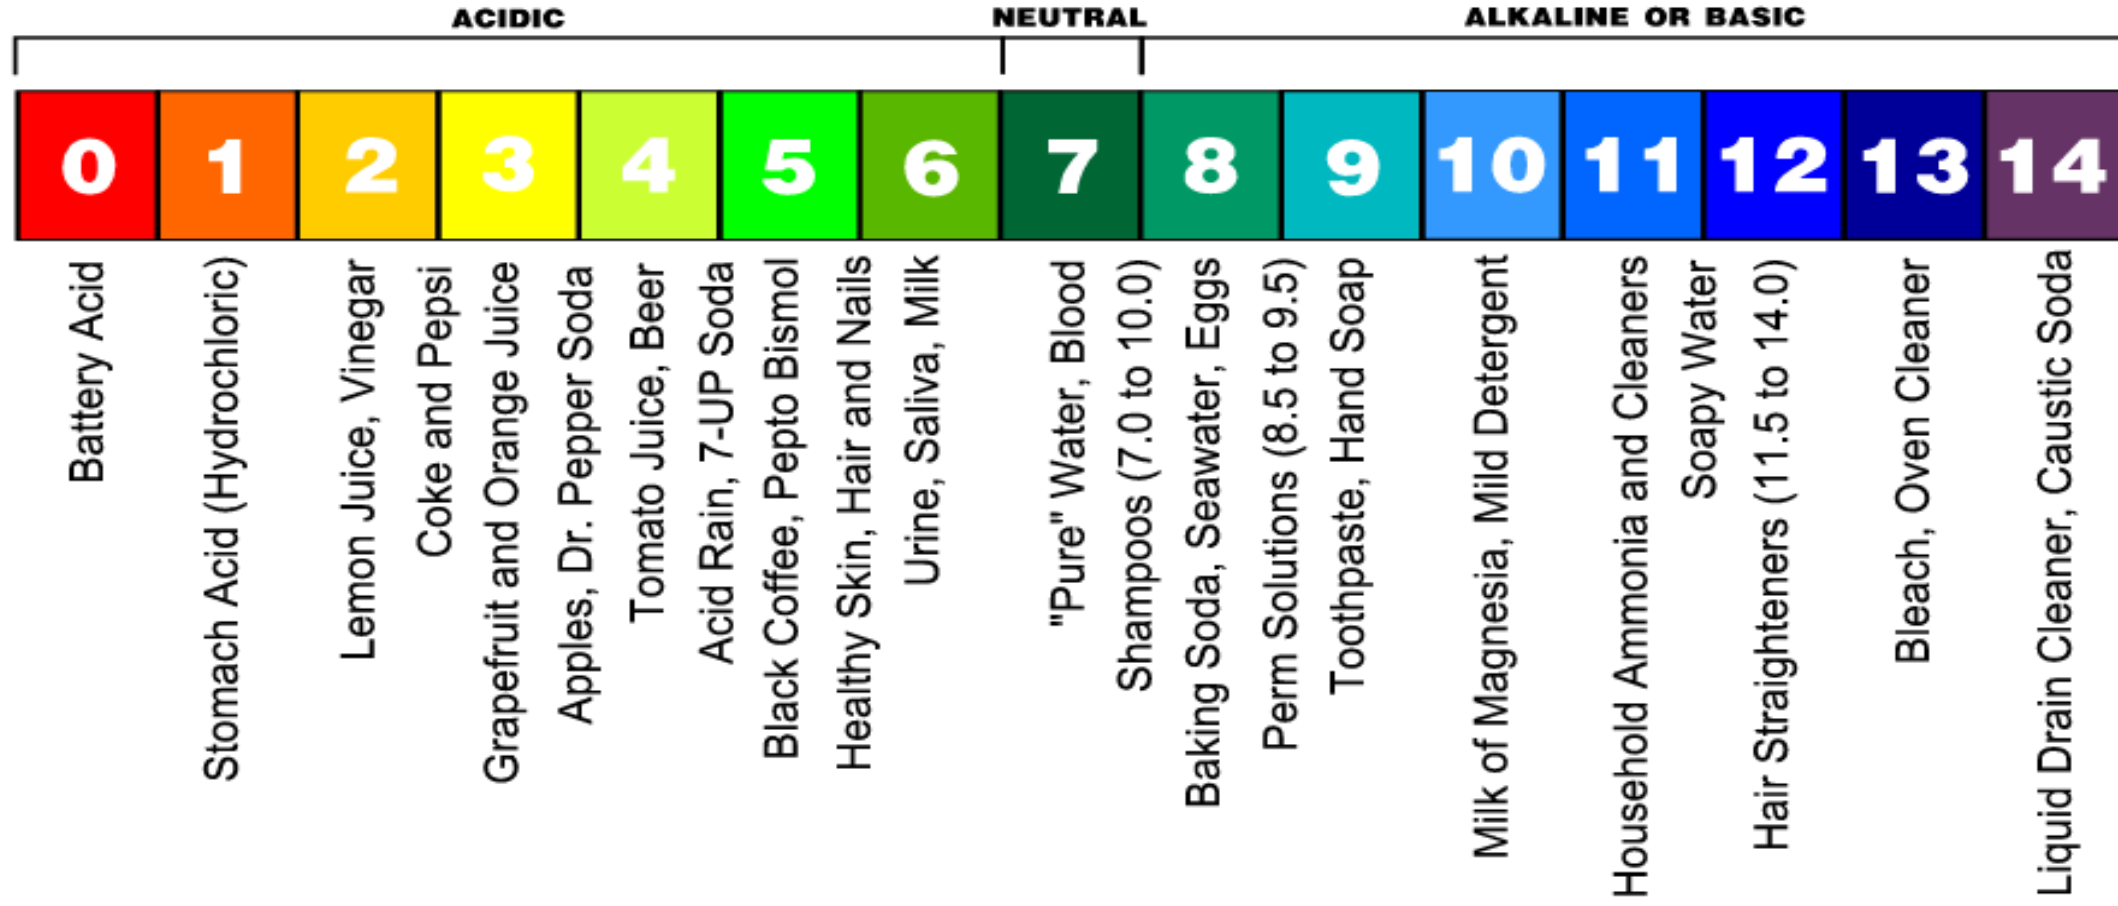 ACIDIC
NEUTRAL
ALKALINE OR BASIC
0
1
2
3
4
5
6
7
8
9
10
11
12
13
14
Battery Acid
Stomach Acid (Hydrochloric)
Lemon Juice, Vinegar
Coke and Pepsi
Grapefruit and Orange Juice
Apples, Dr. Pepper Soda
Tomato Juice, Beer
Acid Rain, 7-UP Soda
Black Coffee, Pepto Bismol
Healthy Skin, Hair and Nails
Urine, Saliva, Milk
"Pure" Water, Blood
Shampoos (7.0 to 10.0)
Baking Soda, Seawater, Eggs
Perm Solutions (8.5 to 9.5)
Toothpaste, Hand Soap
Milk of Magnesia, Mild Detergent
Household Ammonia and Cleaners
Soapy Water
Hair Straighteners (11.5 to 14.0)
Bleach, Oven Cleaner
Liquid Drain Cleaner, Caustic Soda